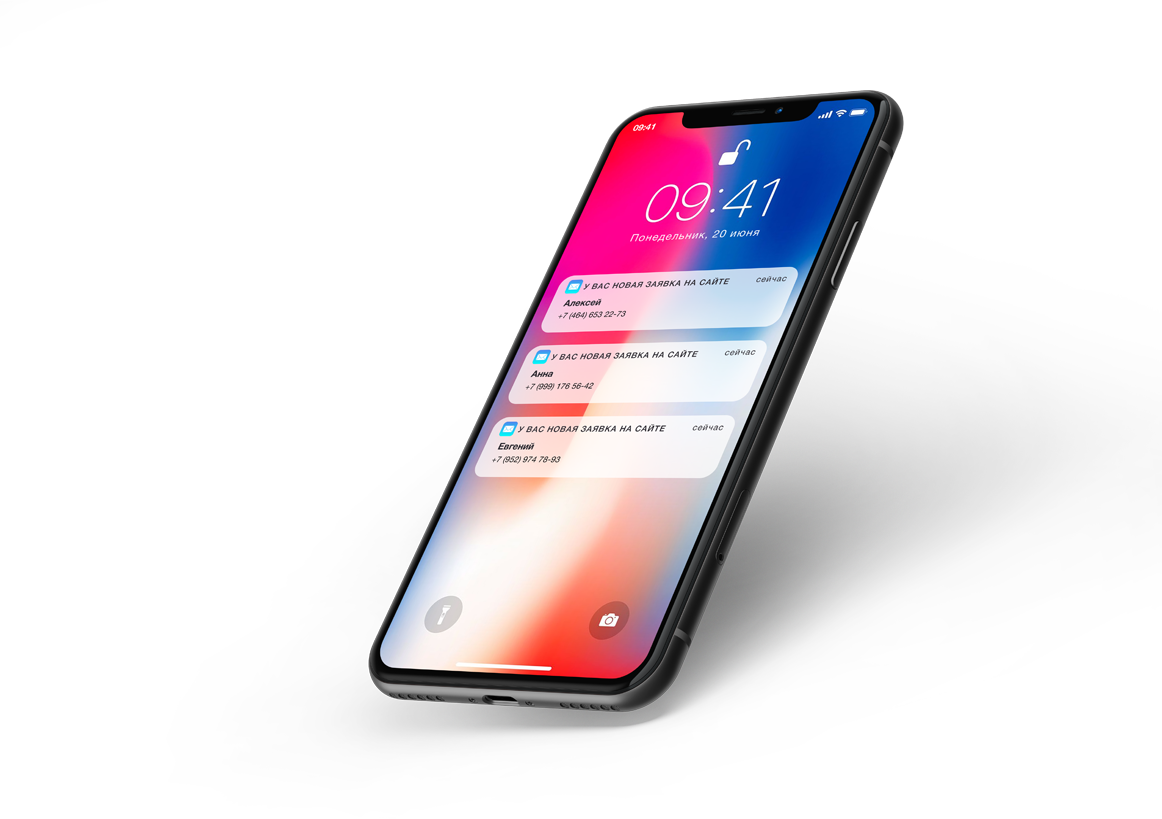 09:41
09:41
Понедельник, 20 июня
У ВАС НОВАЯ ЗАЯВКА НА САЙТЕ сейчас
Алексей
+7 (464) 653 22-73
У ВАС НОВАЯ ЗАЯВКА НА САЙТЕ сейчас
Анна
+7 (999) 176 56-42
У ВАС НОВАЯ ЗАЯВКА НА САЙТЕ сейчас
Евгений
+7 (952) 974 78-93